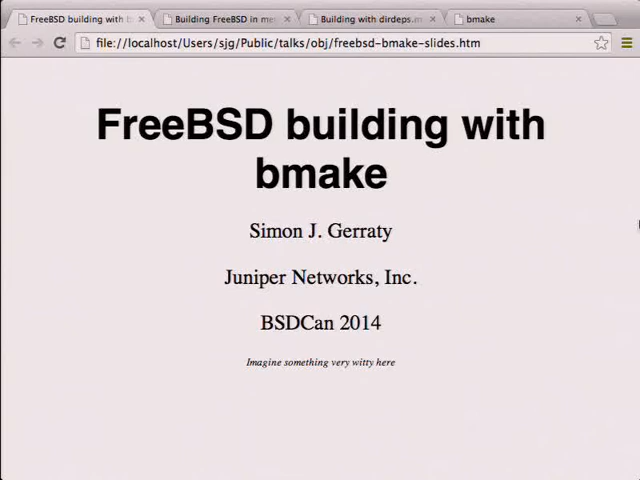 FreeBSD building with b
Building FreeBSD in me
Building with dirdeps.m
bmake
file://localhost/Users/sjg/Public/talks/obj/freebsd-bmake-slides.htm
FreeBSD building with
bmake
Simon J. Gerraty
Juniper Networks, Inc.
BSDCan 2014
Imagine something very witty here